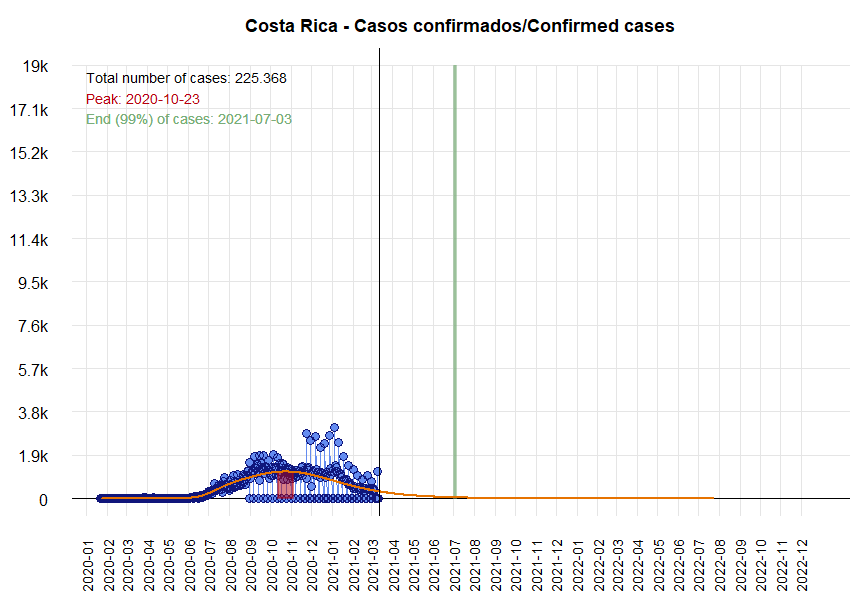 Costa Rica - Casos confirmados/Confirmed cases
19k
17.1k
15.2k
13.3k
11.4k
9.5k
7.6k
5.7k
3.8k
1.9k
0
Total number of cases: 225.368
Peak: 2020-10-23
End (99%) of cases: 2021-07-03
2020-01
2020-02
2020-03
2020-04
2020-05
2020-06
2020-07
2020-08
2020-09
2020-10
2020-11
2020-12
2021-01
2021-02
2021-03
2021-04
2021-05
2021-06
2021-07
2021-08
2021-09
2021-10
2021-11
2021-12
2022-01
2022-02
2022-03
2022-04
2022-05
2022-06
2022-07
2022-08
2022-09
2022-10
2022-11
2022-12